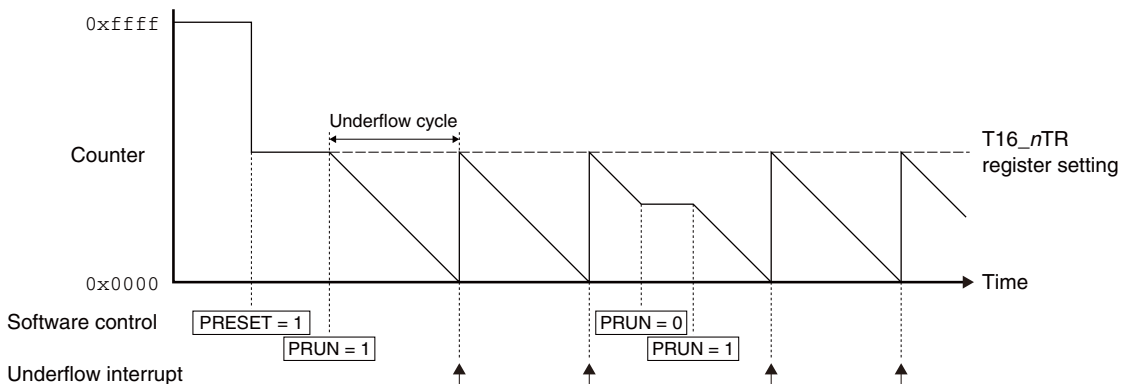 0xffff
Underflow cycle
Counter
T16_nTR
register setting
0x0000
Time
Software control
PRESET = 1
PRUN = 0
PRUN = 1
PRUN = 1
Underflow interrupt